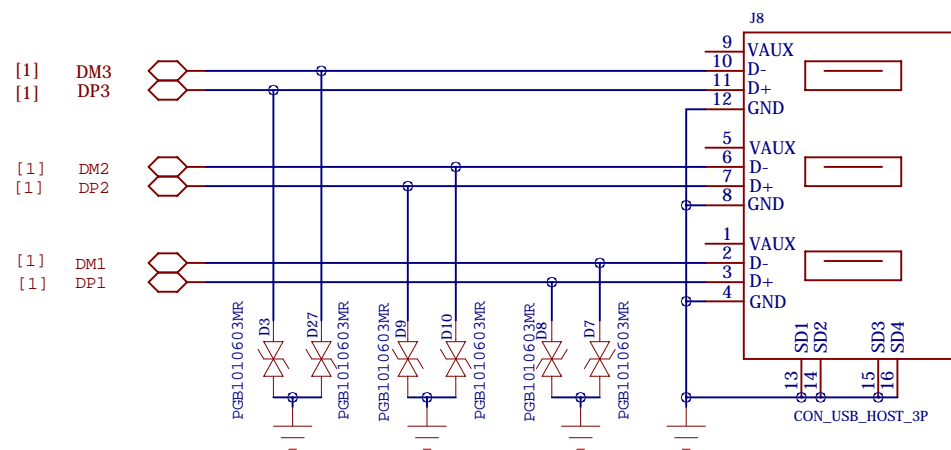 J8
9 VAUX
[1] DM3 10 D-
[1] DP3 11 D+
12 GND
5 VAUX
[1] DM2 6 D-
[1] DP2 7 D+
8 GND
1 VAUX
[1] DM1 2 D-
[1] DP1 3 D+
4 GND
PGB1010603MR D3 D27 PGB1010603MR D9 PGB1010603MR D10 PGB1010603MR D8 PGB1010603MR D7 PGB1010603MR
SD1 SD2 SD3 SD4
13 14 15 16
CON_USB_HOST_3P